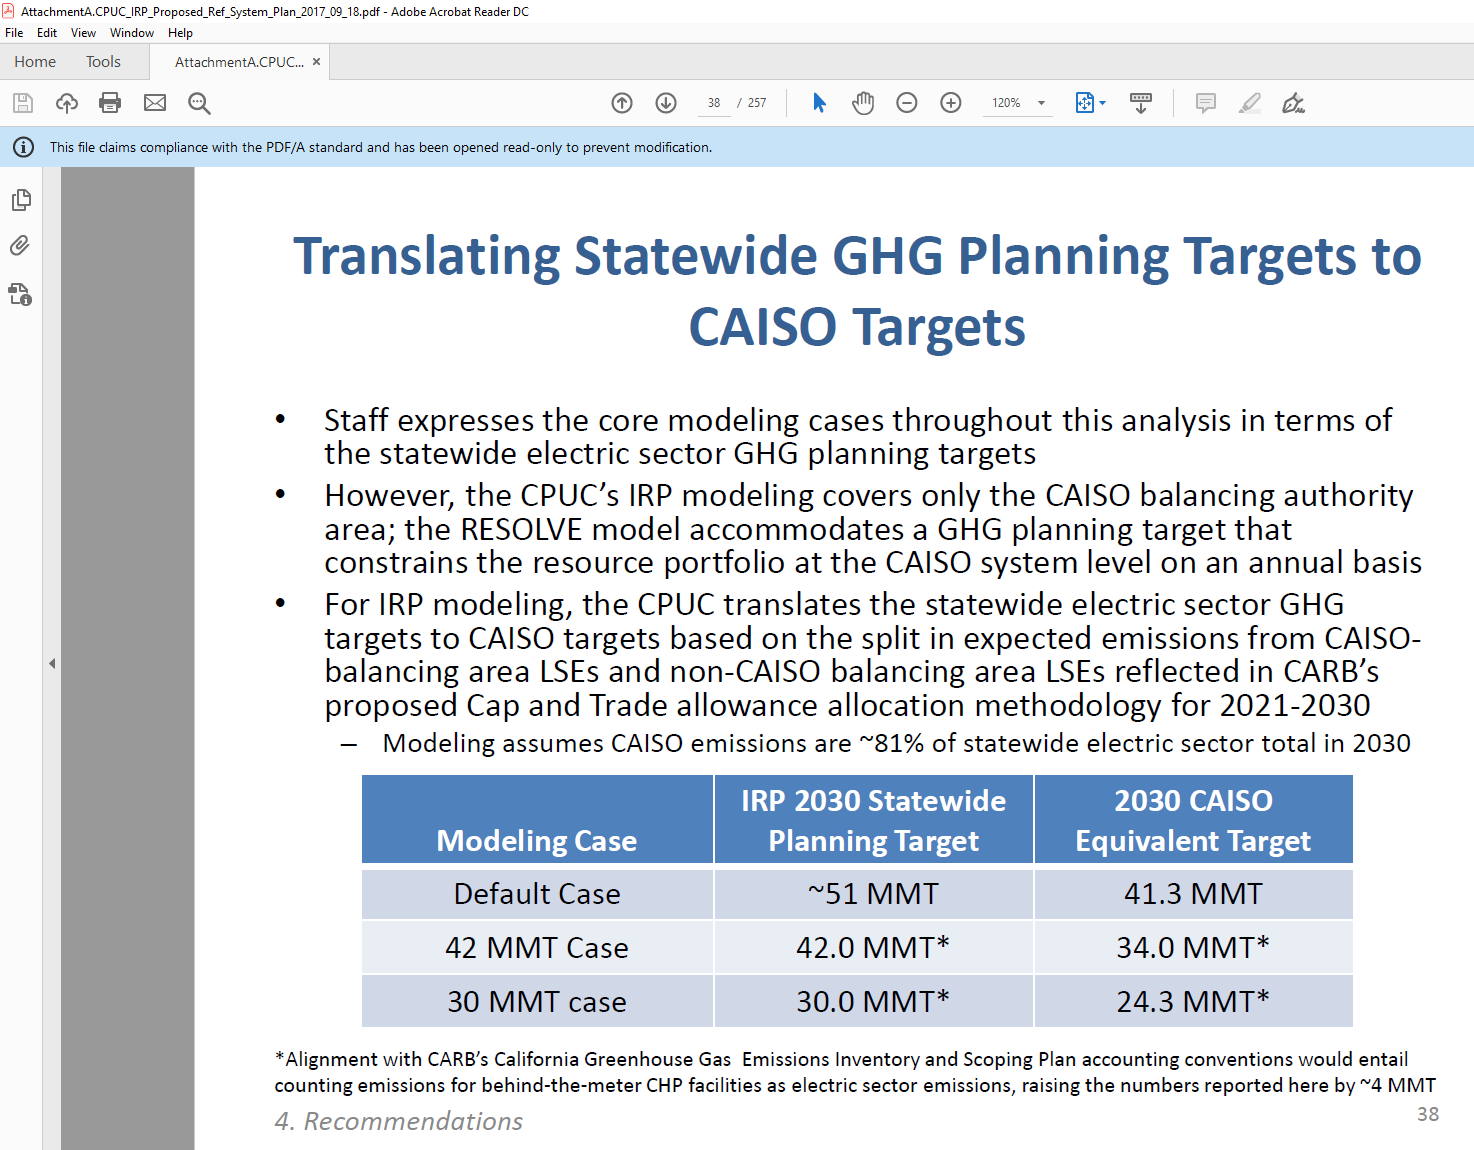 AttachmentA.CPUC_IRP_Proposed_Ref_System_Plan_2017_09_18.pdf - Adobe Acrobat Reader DC
File Edit View Window Help
Home Tools AttachmentA.CPUC... ×
38 / 257 120%
This file claims compliance with the PDF/A standard and has been opened read-only to prevent modification.
Translating Statewide GHG Planning Targets to
CAISO Targets
• Staff expresses the core modeling cases throughout this analysis in terms of
the statewide electric sector GHG planning targets
• However, the CPUC’s IRP modeling covers only the CAISO balancing authority
area; the RESOLVE model accommodates a GHG planning target that
constrains the resource portfolio at the CAISO system level on an annual basis
• For IRP modeling, the CPUC translates the statewide electric sector GHG
targets to CAISO targets based on the split in expected emissions from CAISO-
balancing area LSEs and non-CAISO balancing area LSEs reflected in CARB’s
proposed Cap and Trade allowance allocation methodology for 2021-2030
– Modeling assumes CAISO emissions are ~81% of statewide electric sector total in 2030
Modeling Case
IRP 2030 Statewide
Planning Target
2030 CAISO
Equivalent Target
Default Case ~51 MMT 41.3 MMT
42 MMT Case 42.0 MMT* 34.0 MMT*
30 MMT case 30.0 MMT* 24.3 MMT*
*Alignment with CARB’s California Greenhouse Gas  Emissions Inventory and Scoping Plan accounting conventions would entail
counting emissions for behind-the-meter CHP facilities as electric sector emissions, raising the numbers reported here by ~4 MMT
4. Recommendations
38